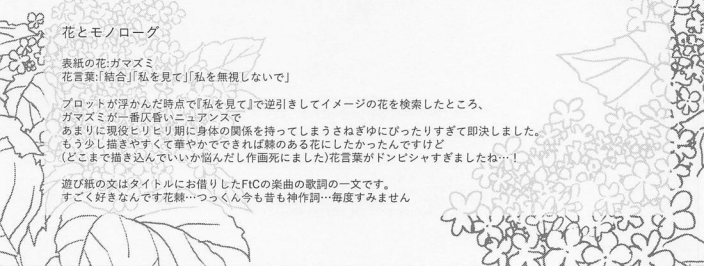 花とモノローグ
表紙の花:ガマズミ
花言葉:｢結合｣｢私を見て｣｢私を無視しないで｣
プロットが浮かんだ時点で『私を見て』で逆引きしてイメージの花を検索したところ、
ガマズミが一番仄昏いニュアンスで
あまりに現役ヒリヒリ期に身体の関係を持ってしまうさねぎゆにぴったりすぎて即決しました。
もう少し描きやすくて華やかでできれば棘のある花にしたかったんですけど
(どこまで描き込んでいいか悩んだし作画死にました)花言葉がドンピシャすぎましたね…！
遊び紙の文はタイトルにお借りしたFtCの楽曲の歌詞の一文です。
すごく好きなんです花棘…つっくん今も昔も神作詞…毎度すみません